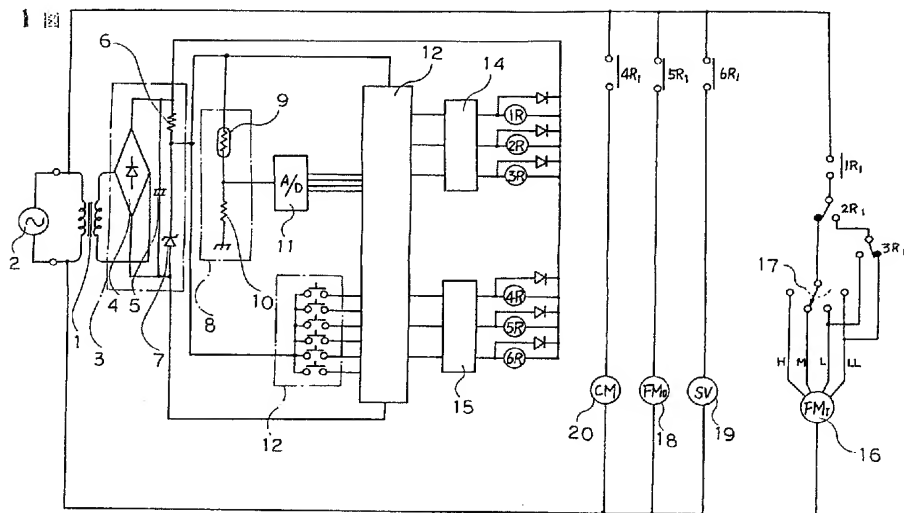 1 図
6
12
14
4R₁
5R₁
6R₁
9
1R
2R
3R
A/D
11
1R₁
2R₁
3R₁
2
1
3
4
5
7
8
10
17
4R
5R
6R
H
M
L
LL
12
15
CM
20
FM₀
18
SV
19
FM_I
16